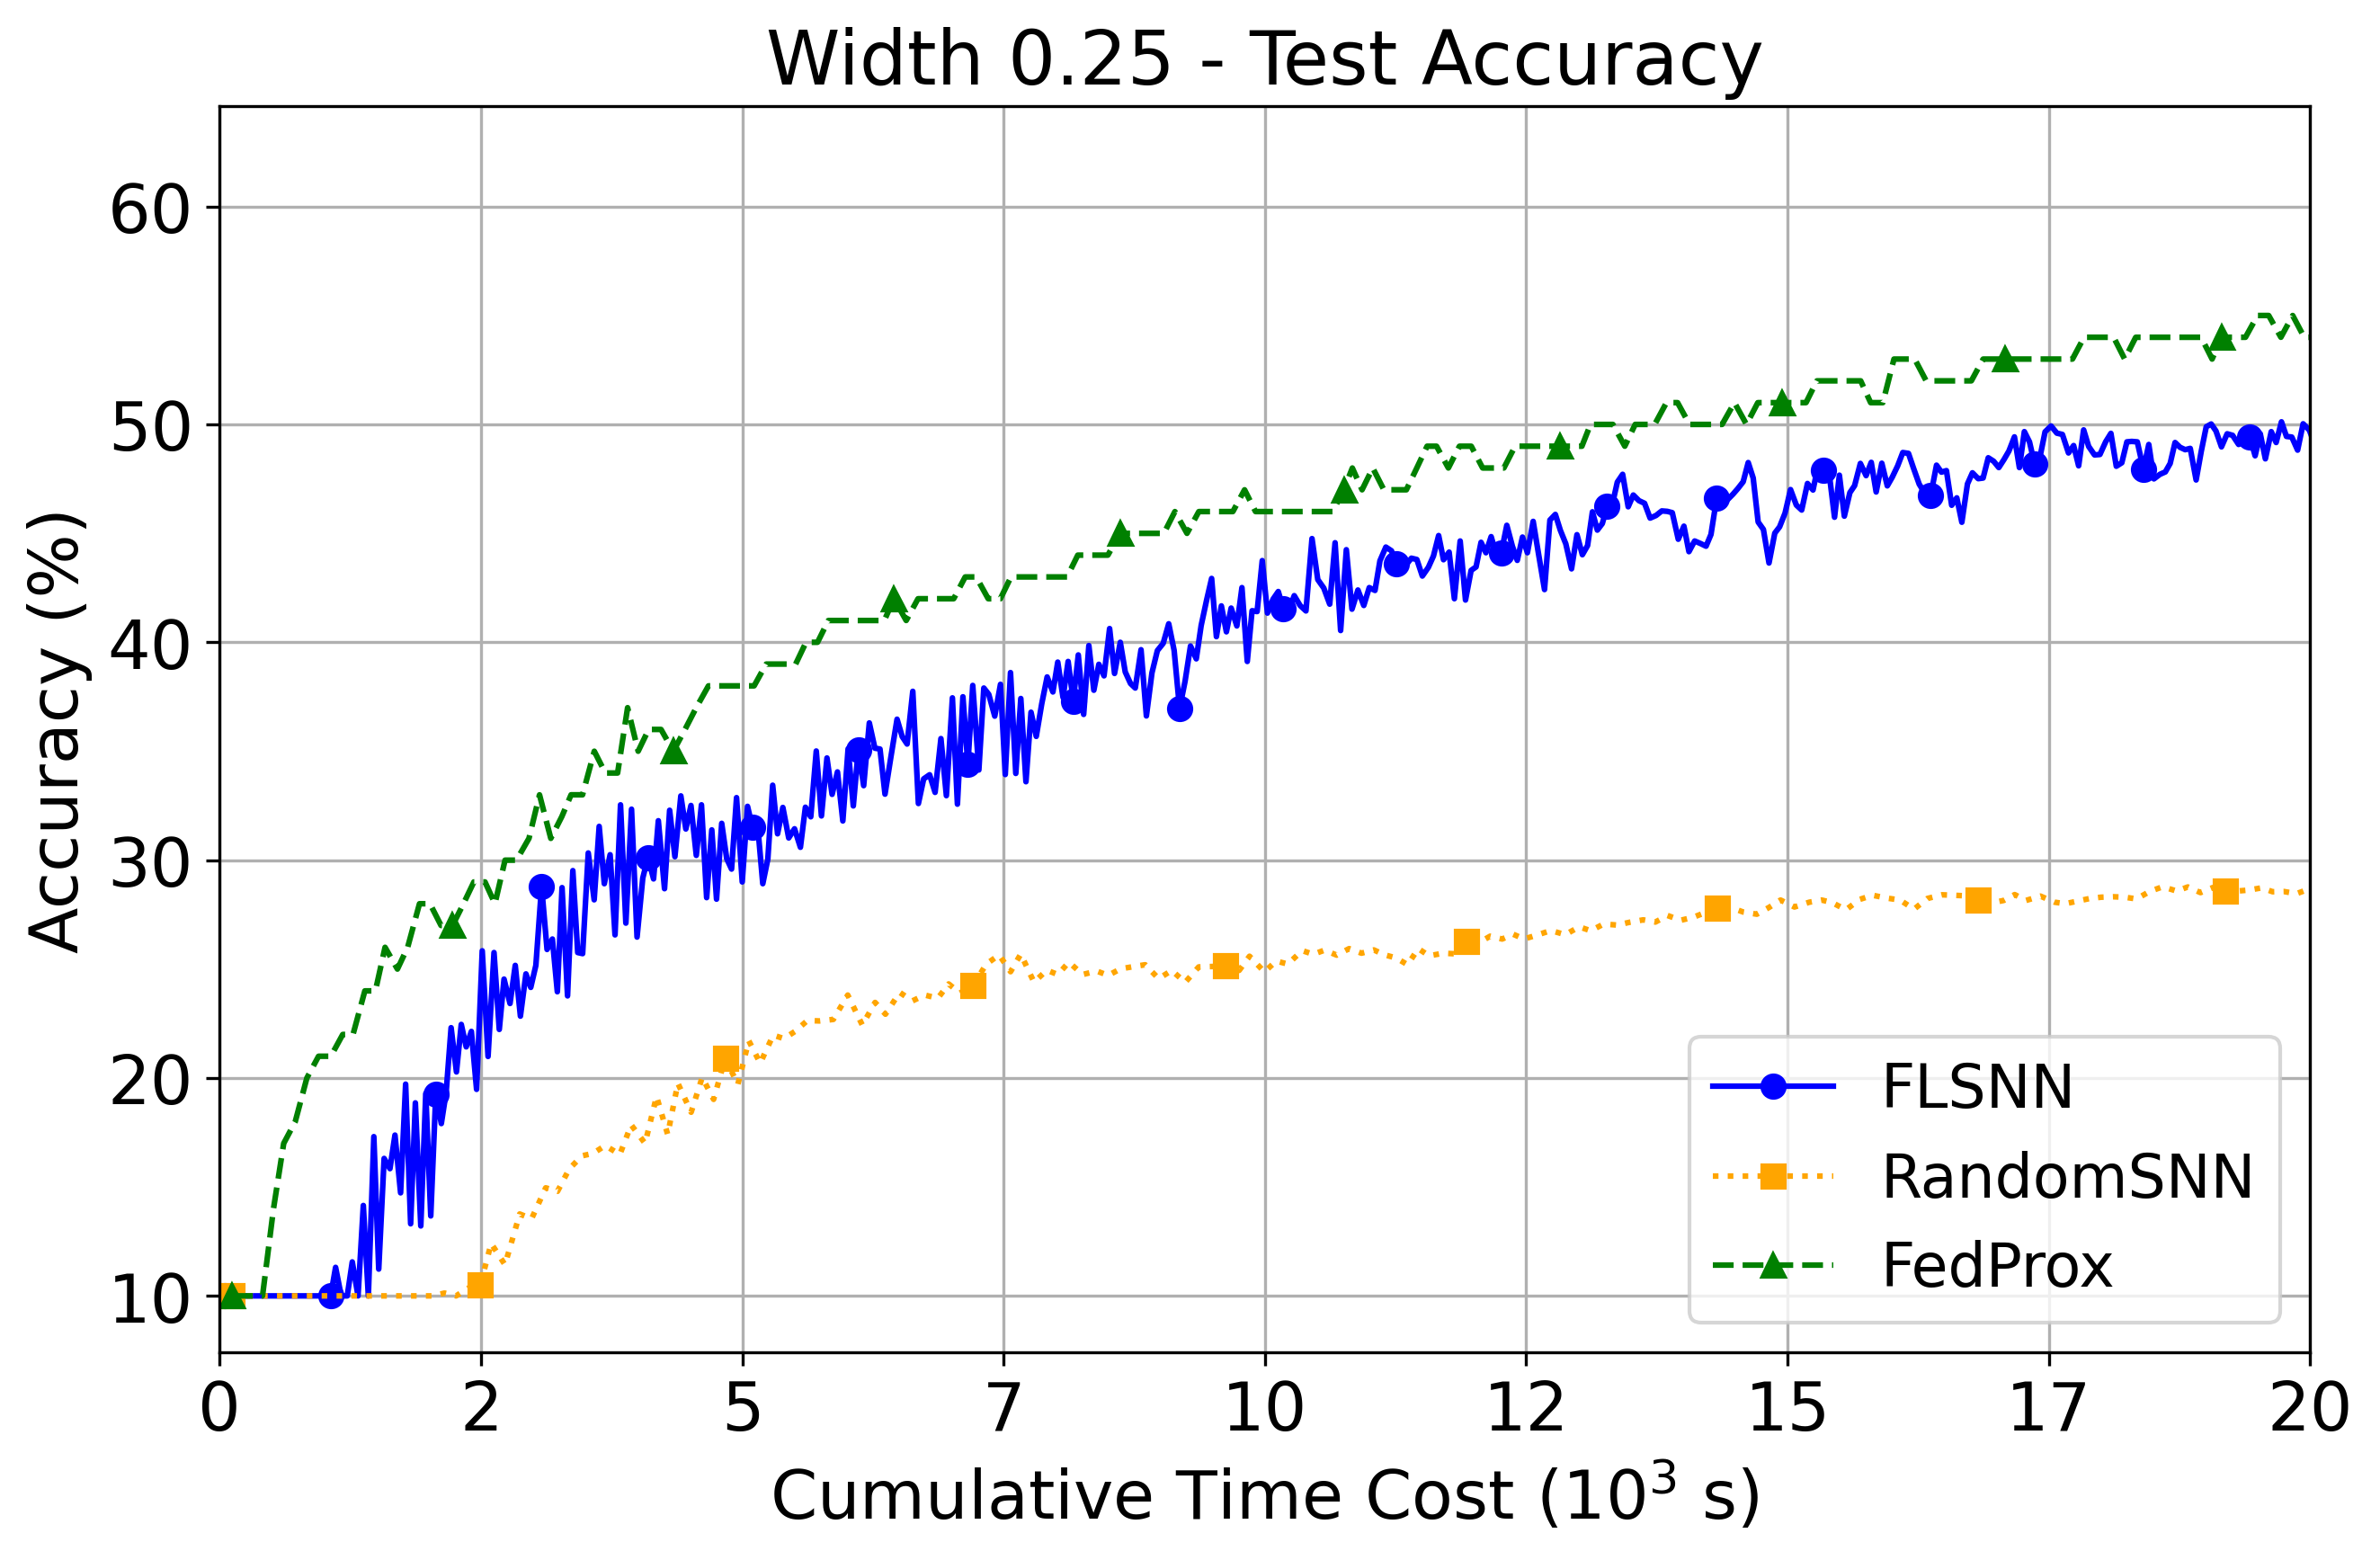 Width 0.25 - Test Accuracy
Accuracy (%)
60
50
40
30
20
10
0 2 5 7 10 12 15 17 20
Cumulative Time Cost (10³ s)
FLSNN
RandomSNN
FedProx